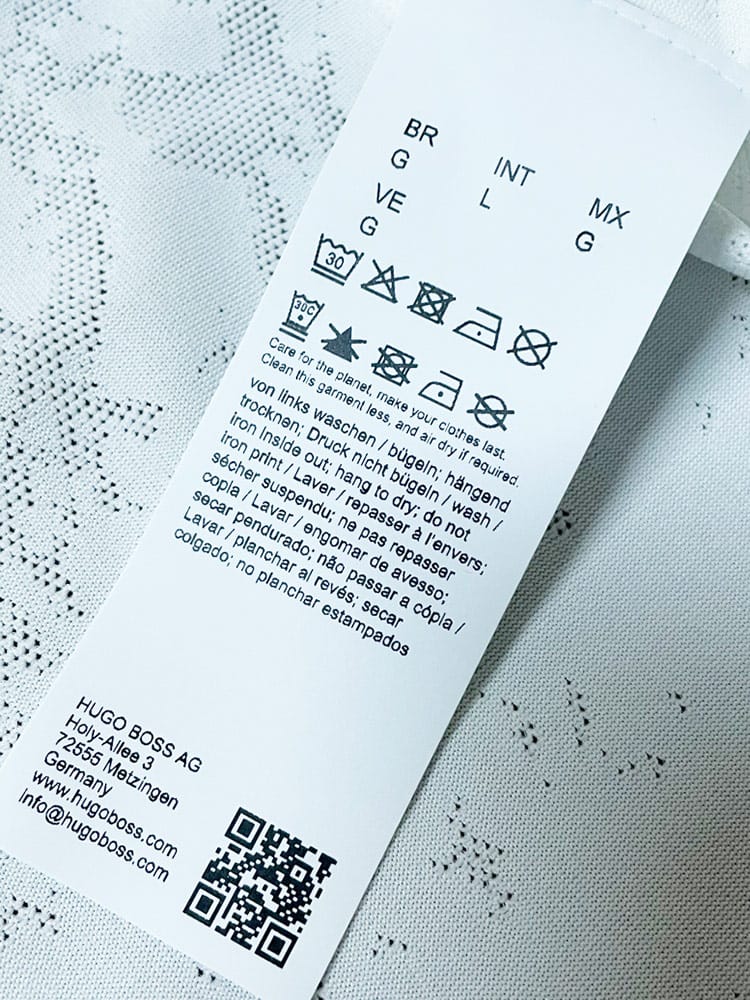 BR INT MX
G L G
VE
G
30
30C
Care for the planet, make your clothes last.
Clean this garment less, and air dry if required.
von links waschen / bügeln; hängend
trocknen; Druck nicht bügeln / wash /
iron inside out; hang to dry; do not
iron print / Laver / repasser à l'envers;
sécher suspendu; ne pas repasser
copia / Lavar / engomar de avesso;
secar pendurado; não passar a cópia /
Lavar / planchar al revés; secar
colgado; no planchar estampados
HUGO BOSS AG
Holy-Allee 3
72555 Metzingen
Germany
www.hugoboss.com
info@hugoboss.com